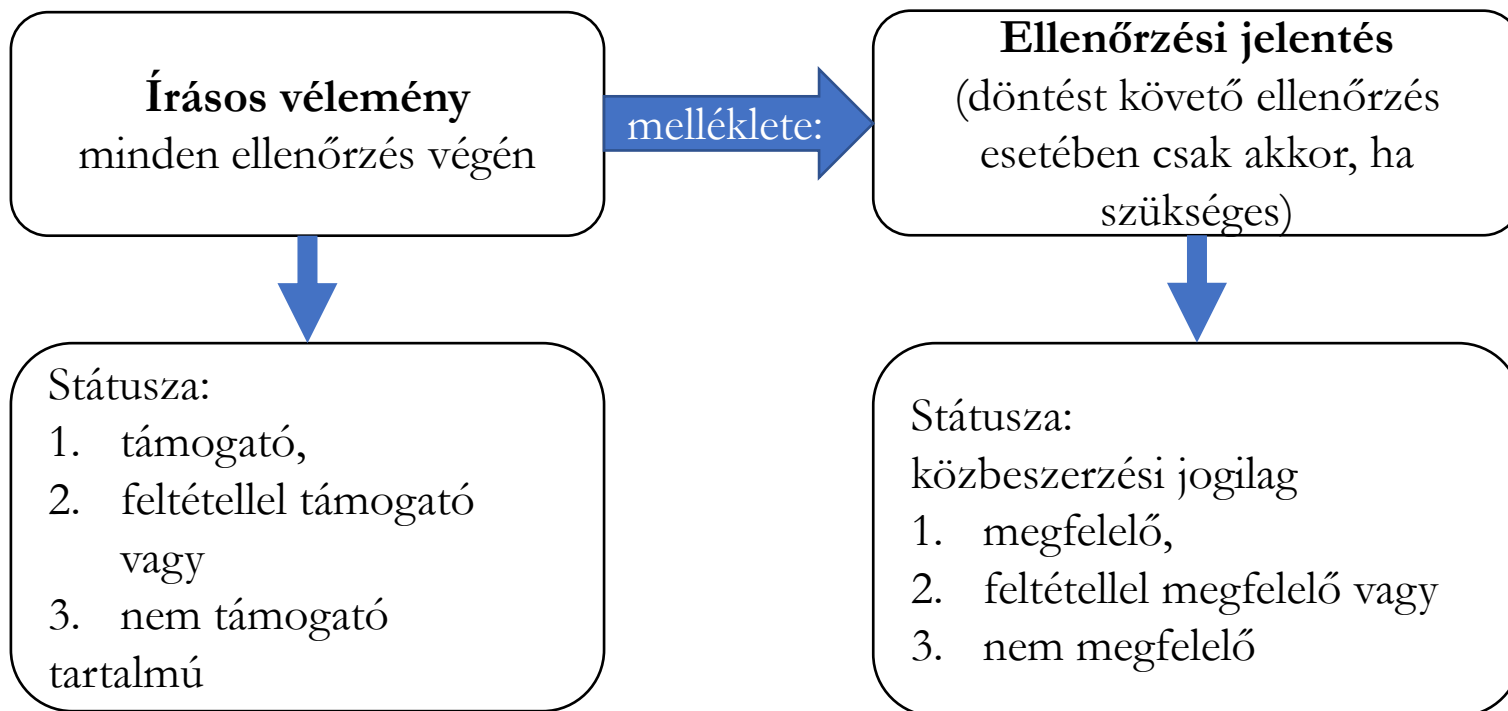 Írásos vélemény
minden ellenőrzés végén
melléklete:
Ellenőrzési jelentés
(döntést követő ellenőrzés
esetében csak akkor, ha
szükséges)
Státusza:
1. támogató,
2. feltétellel támogató
vagy
3. nem támogató
tartalmú
Státusza:
közbeszerzési jogilag
1. megfelelő,
2. feltétellel megfelelő vagy
3. nem megfelelő